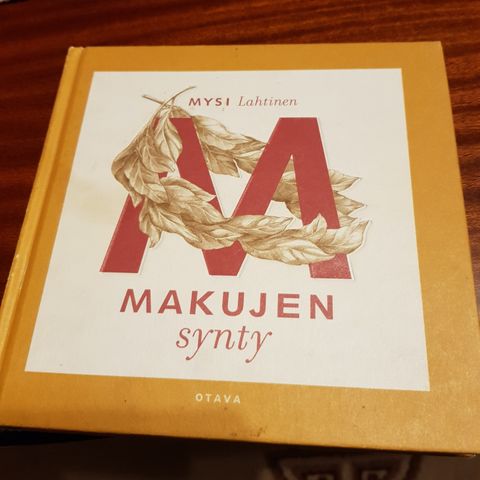 MYSI Lahtinen
M
MAKUJEN
synty
OTAVA